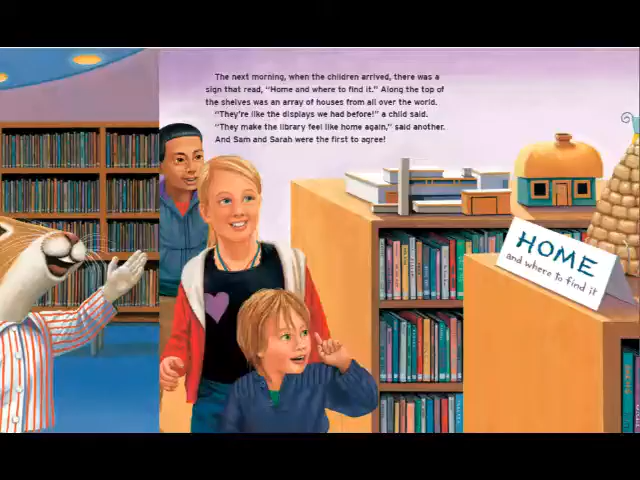 The next morning, when the children arrived, there was a
sign that read, “Home and where to find it.” Along the top of
the shelves was an array of houses from all over the world.
“They’re like the displays we had before!” a child said.
“They make the library feel like home again,” said another.
And Sam and Sarah were the first to agree!
HOME
and where to find it